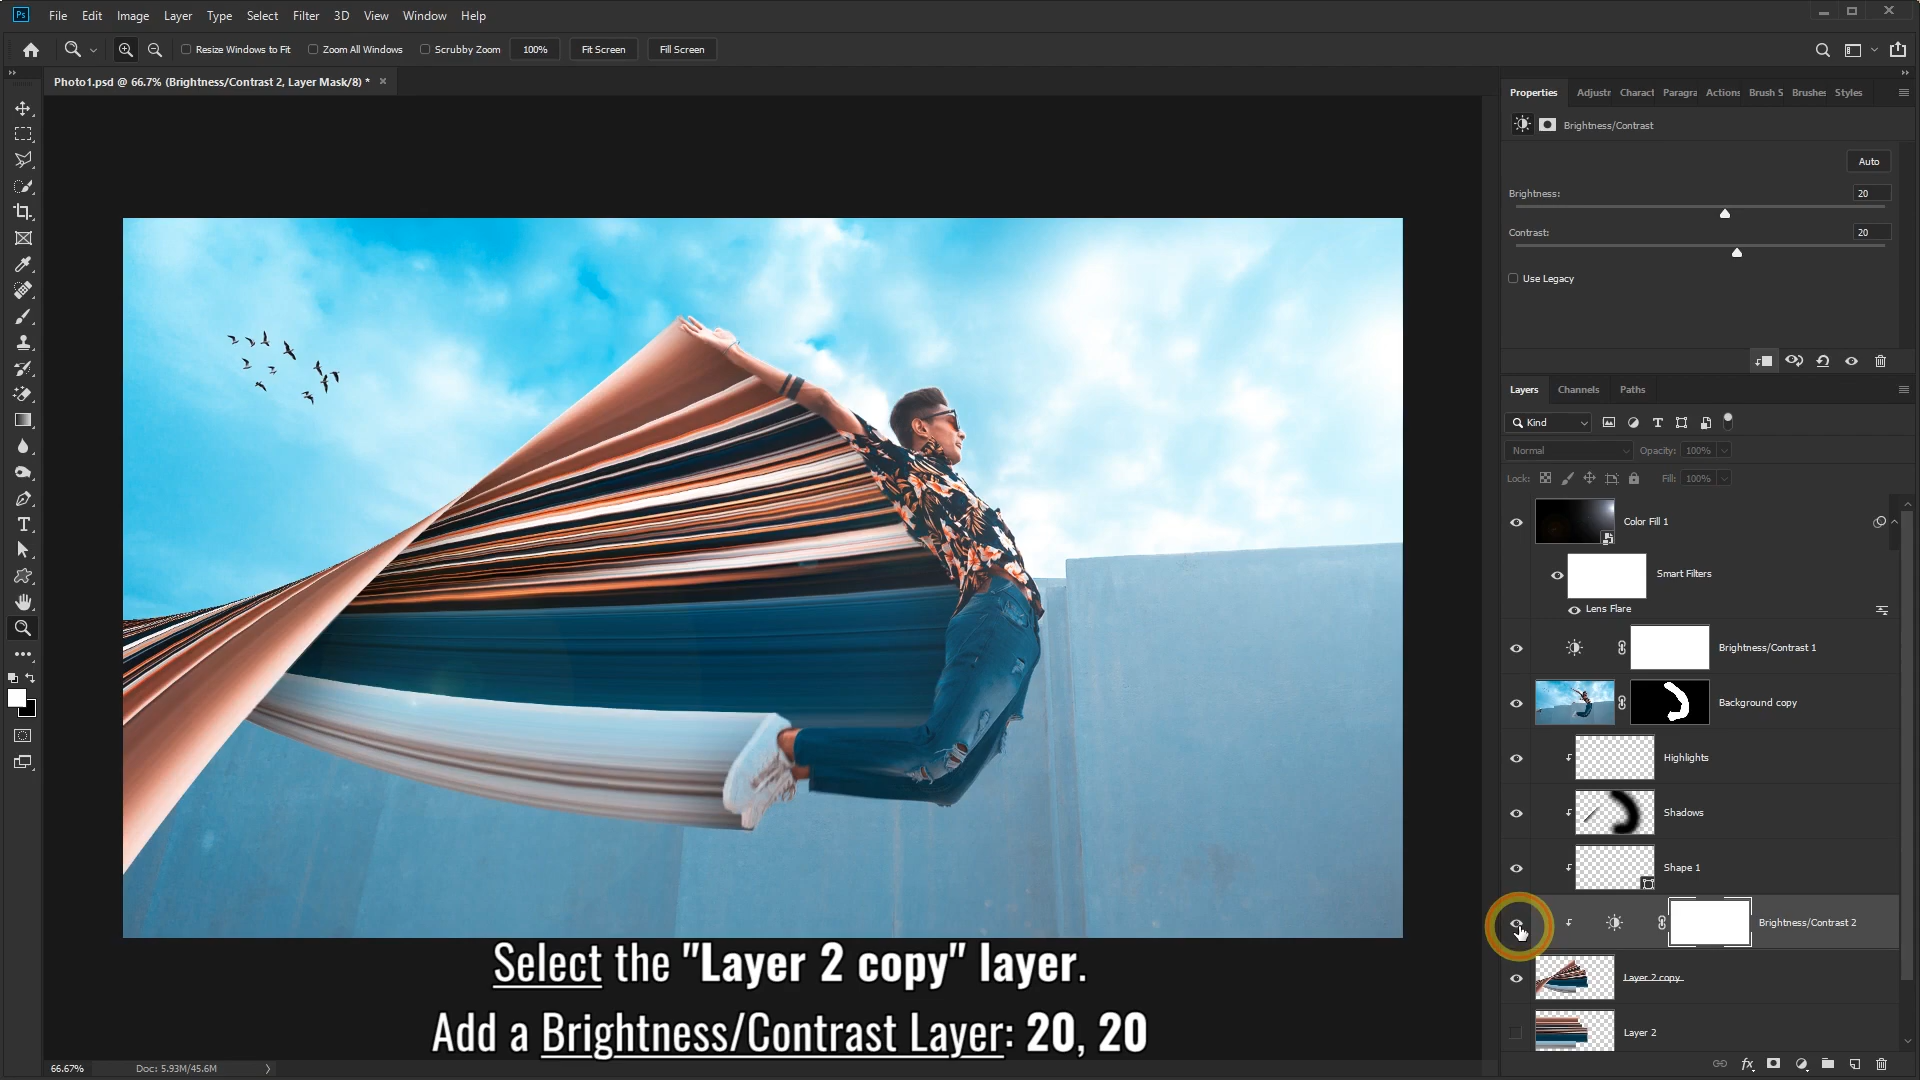 Ps File Edit Image Layer Type Select Filter 3D View Window Help
Resize Windows to Fit Zoom All Windows Scrubby Zoom 100% Fit Screen Fill Screen
Photo1.psd @ 66.7% (Brightness/Contrast 2, Layer Mask/8) *
Properties Adjustr Charact Paragra Actions Brush S Brushes Styles
Brightness/Contrast
Auto
Brightness: 20
Contrast: 20
Use Legacy
Layers Channels Paths
Kind
Normal Opacity: 100%
Lock: Fill: 100%
Color Fill 1
Smart Filters
Lens Flare
Brightness/Contrast 1
Background copy
Highlights
Shadows
Shape 1
Brightness/Contrast 2
Layer 2 copy
Layer 2
Select the "Layer 2 copy" layer.
Add a Brightness/Contrast Layer: 20, 20
66.67% Doc: 5.93M/45.6M
fx